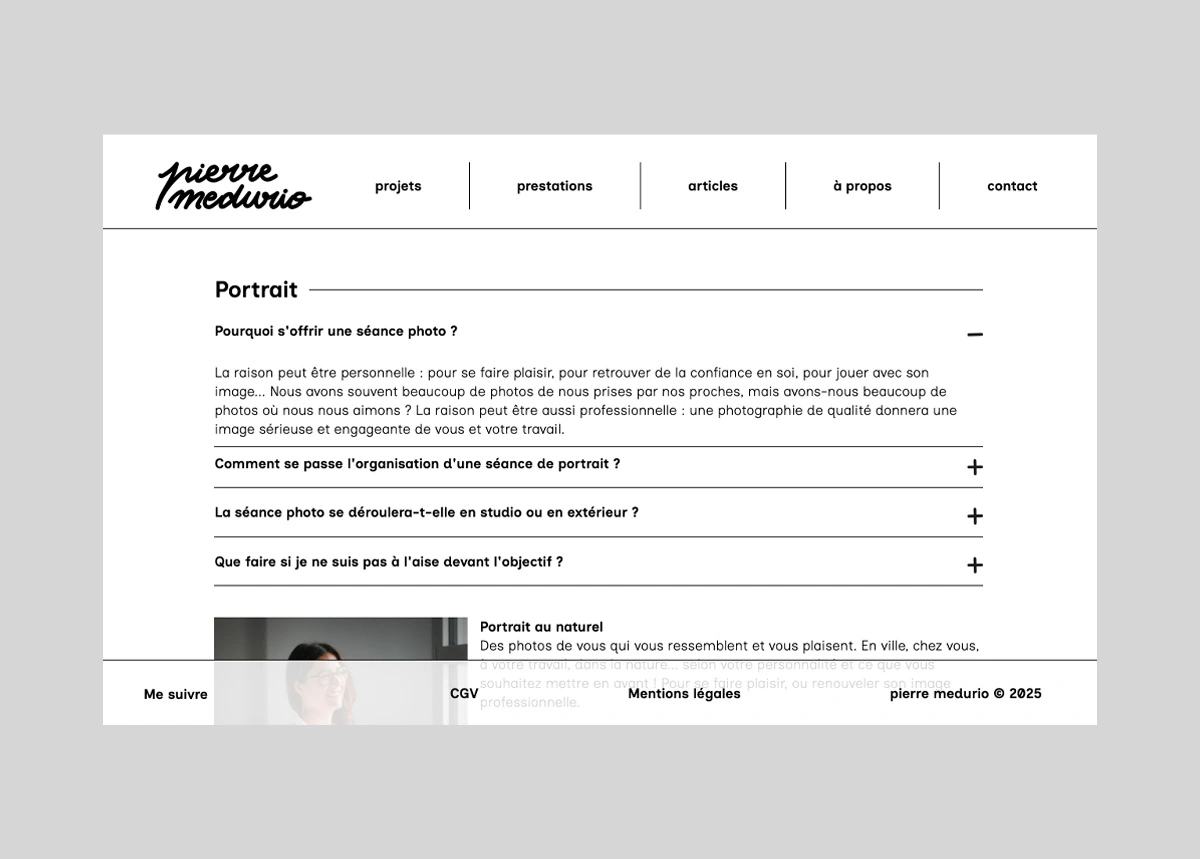 pierre
medurio
projets
prestations
articles
à propos
contact
Portrait
Pourquoi s'offrir une séance photo ?
La raison peut être personnelle : pour se faire plaisir, pour retrouver de la confiance en soi, pour jouer avec son
image... Nous avons souvent beaucoup de photos de nous prises par nos proches, mais avons-nous beaucoup de
photos où nous nous aimons ? La raison peut être aussi professionnelle : une photographie de qualité donnera une
image sérieuse et engageante de vous et votre travail.
Comment se passe l'organisation d'une séance de portrait ?
La séance photo se déroulera-t-elle en studio ou en extérieur ?
Que faire si je ne suis pas à l'aise devant l'objectif ?
Portrait au naturel
Des photos de vous qui vous ressemblent et vous plaisent. En ville, chez vous,
à votre travail, dans la nature... selon votre personnalité et ce que vous
souhaitez mettre en avant ! Pour se faire plaisir, ou renouveler son image
professionnelle.
Me suivre
CGV
Mentions légales
pierre medurio © 2025